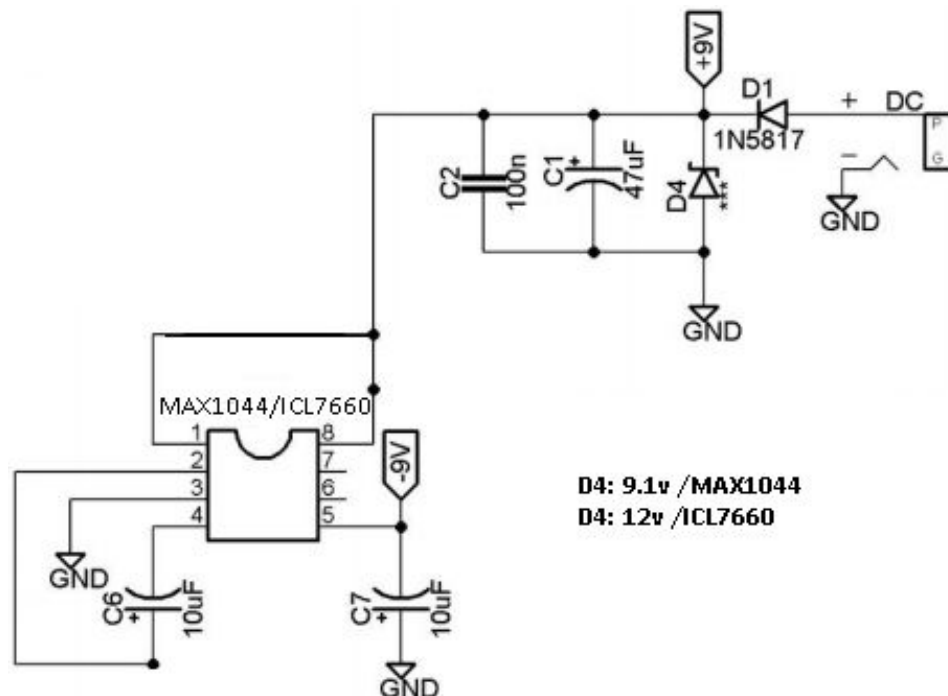 +9V
D1
+
DC
P
1N5817
G
C2
100n
C1
+
47uF
D4
***
−
GND
GND
MAX1044/ICL7660
1
8
-9V
2
7
3
6
4
5
D4: 9.1v /MAX1044
D4: 12v /ICL7660
GND
C6
+
10uF
C7
+
10uF
GND